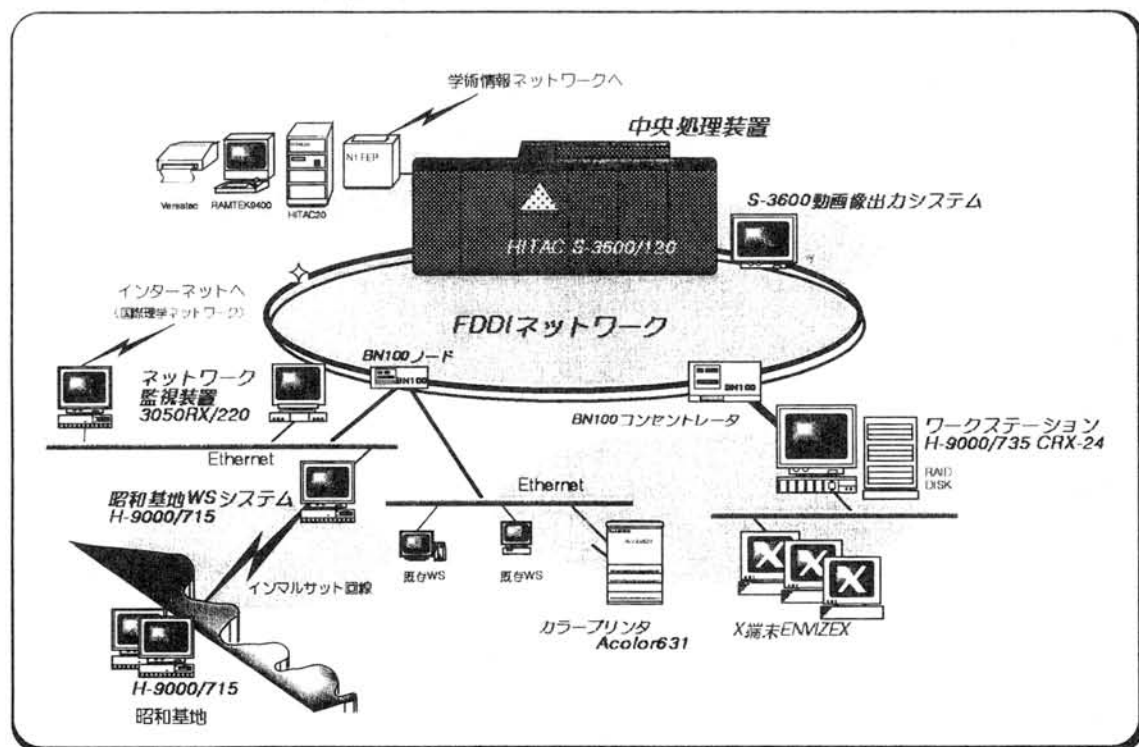 学術情報ネットワークへ
中央処理装置
N1 FEP
Versatec
RAMTEK9400
HITAC20
S-3600動画像出力システム
HITAC S-3600/120
インターネットへ
(国際理学ネットワーク)
FDDIネットワーク
BN100ノード
BN100
BN100
ネットワーク
監視装置
3050RX/220
BN100コンセントレータ
ワークステーション
H-9000/735 CRX-24
RAID
DISK
Ethernet
昭和基地WSシステム
H-9000/715
Ethernet
インマルサット回線
既存WS
既存WS
カラープリンタ
Acolor631
X
X
X
X端末ENVIZEX
H-9000/715
昭和基地